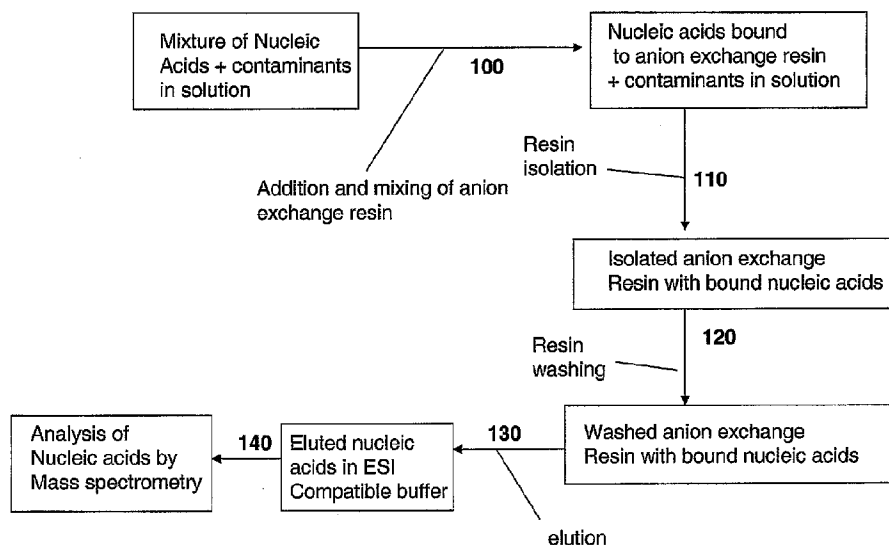 Mixture of Nucleic
Acids + contaminants
in solution
100
Nucleic acids bound
to anion exchange resin
+ contaminants in solution
Addition and mixing of anion
exchange resin
Resin
isolation
110
Isolated anion exchange
Resin with bound nucleic acids
Resin
washing
120
Washed anion exchange
Resin with bound nucleic acids
130
elution
Eluted nucleic
acids in ESI
Compatible buffer
140
Analysis of
Nucleic acids by
Mass spectrometry